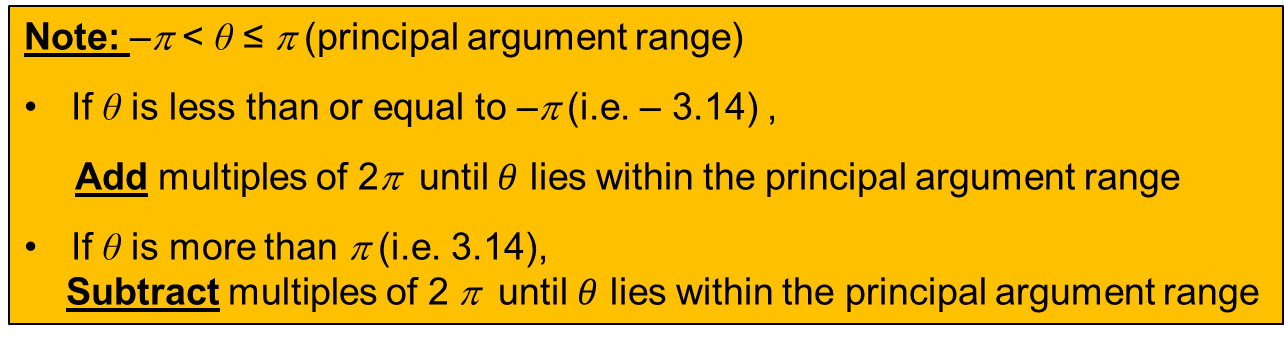 Note: –π < θ ≤ π (principal argument range)
• If θ is less than or equal to –π (i.e. – 3.14) ,
Add multiples of 2π until θ lies within the principal argument range
• If θ is more than π (i.e. 3.14),
Subtract multiples of 2 π until θ lies within the principal argument range